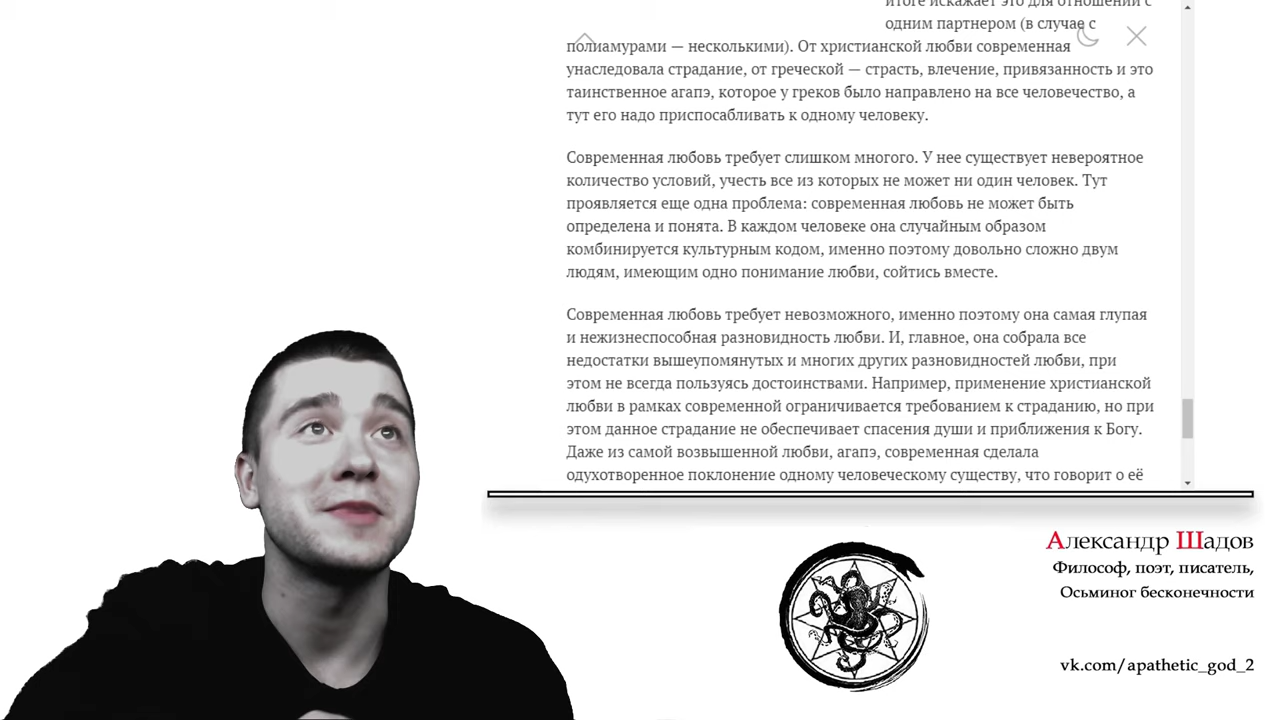 итоге искажает это для отношений с
одним партнером (в случае с
полиамурами — несколькими). От христианской любви современная
унаследовала страдание, от греческой — страсть, влечение, привязанность и это
таинственное агапэ, которое у греков было направлено на все человечество, а
тут его надо приспосабливать к одному человеку.
Современная любовь требует слишком многого. У нее существует невероятное
количество условий, учесть все из которых не может ни один человек. Тут
проявляется еще одна проблема: современная любовь не может быть
определена и понята. В каждом человеке она случайным образом
комбинируется культурным кодом, именно поэтому довольно сложно двум
людям, имеющим одно понимание любви, сойтись вместе.
Современная любовь требует невозможного, именно поэтому она самая глупая
и нежизнеспособная разновидность любви. И, главное, она собрала все
недостатки вышеупомянутых и многих других разновидностей любви, при
этом не всегда пользуясь достоинствами. Например, применение христианской
любви в рамках современной ограничивается требованием к страданию, но при
этом данное страдание не обеспечивает спасения души и приближения к Богу.
Даже из самой возвышенной любви, агапэ, современная сделала
одухотворенное поклонение одному человеческому существу, что говорит о её
Александр Шадов
Философ, поэт, писатель,
Осьминог бесконечности
vk.com/apathetic_god_2